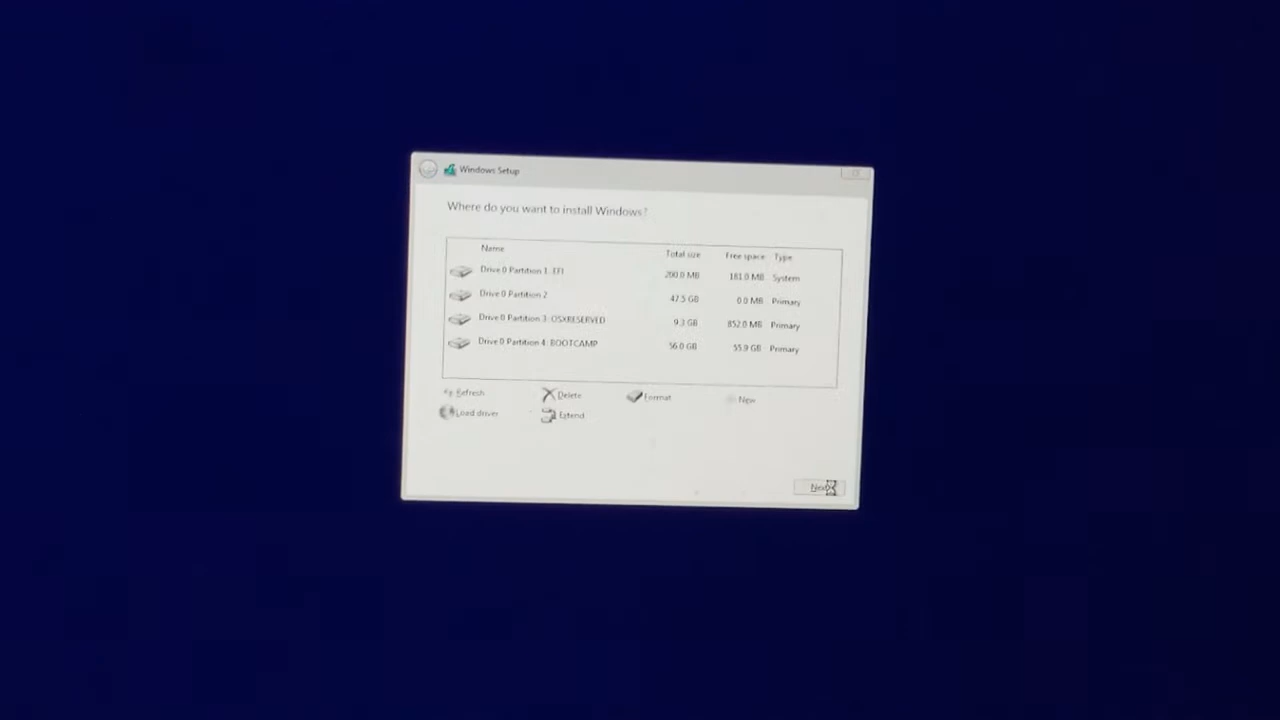 Windows Setup
Where do you want to install Windows?
Name Total size Free space Type
Drive 0 Partition 1: EFI 200.0 MB 181.0 MB System
Drive 0 Partition 2 47.5 GB 0.0 MB Primary
Drive 0 Partition 3: OSXRESERVED 9.3 GB 852.0 MB Primary
Drive 0 Partition 4: BOOTCAMP 56.0 GB 55.9 GB Primary
Refresh Delete Format New
Load driver Extend
Next